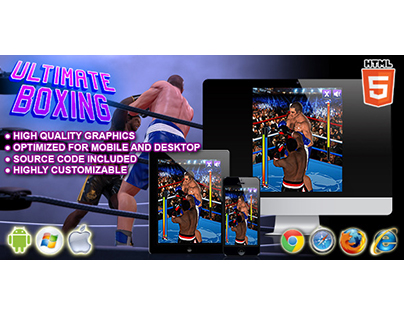 ULTIMATE
BOXING
● HIGH QUALITY GRAPHICS
● OPTIMIZED FOR MOBILE AND DESKTOP
● SOURCE CODE INCLUDED
● HIGHLY CUSTOMIZABLE
HTML
5